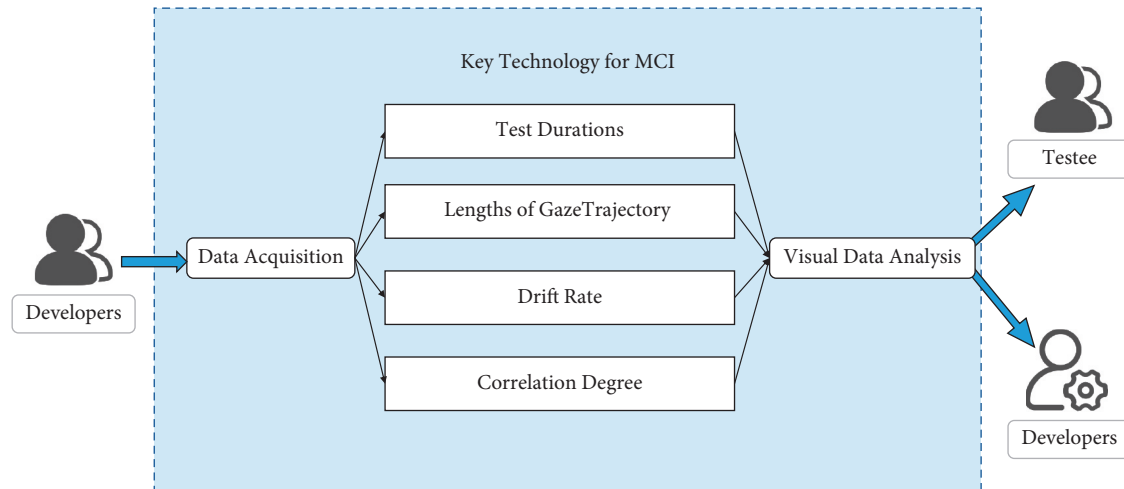 Key Technology for MCI
Test Durations
Lengths of GazeTrajectory
Drift Rate
Correlation Degree
Developers
Data Acquisition
Visual Data Analysis
Testee
Developers